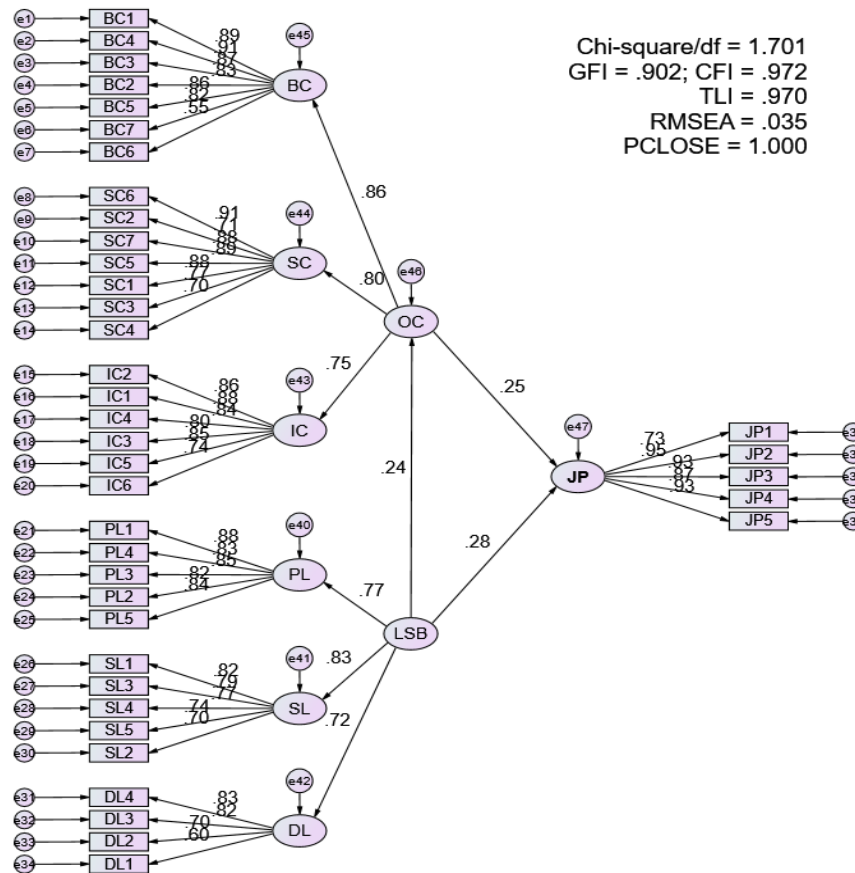 Chi-square/df = 1.701
GFI = .902; CFI = .972
TLI = .970
RMSEA = .035
PCLOSE = 1.000
e1 BC1
e2 BC4
e3 BC3
e4 BC2
e5 BC5
e6 BC7
e7 BC6
.89
.91
.87
.83
.86
.82
.55
e45
BC
.86
e8 SC6
e9 SC2
e10 SC7
e11 SC5
e12 SC1
e13 SC3
e14 SC4
.91
.71
.88
.89
.88
.77
.70
e44
SC
.80
e46
OC
e15 IC2
e16 IC1
e17 IC4
e18 IC3
e19 IC5
e20 IC6
.86
.88
.84
.80
.85
.74
e43
IC
.75
.25
.24
e47
JP
.73
.95
.93
.87
.93
JP1
JP2
JP3
JP4
JP5
.28
e21 PL1
e22 PL4
e23 PL3
e24 PL2
e25 PL5
.88
.83
.85
.82
.84
e40
PL
.77
LSB
e26 SL1
e27 SL3
e28 SL4
e29 SL5
e30 SL2
.82
.79
.77
.74
.70
e41
SL
.83
.72
e31 DL4
e32 DL3
e33 DL2
e34 DL1
.83
.82
.70
.60
e42
DL